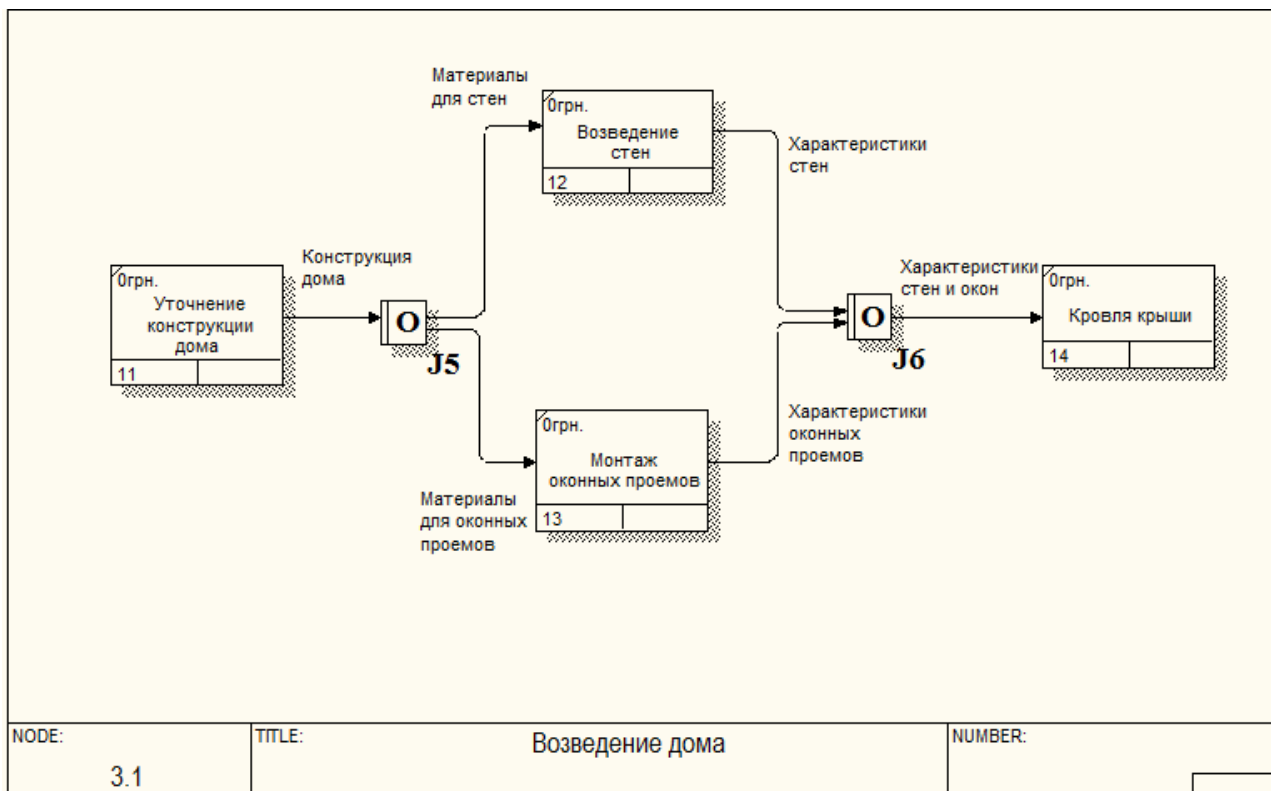 Материалы
для стен
0грн.
Возведение
стен
12
Характеристики
стен
Конструкция
дома
0грн.
Уточнение
конструкции
дома
11
O
J5
Характеристики
стен и окон
O
J6
0грн.
Кровля крыши
14
Характеристики
оконных
проемов
0грн.
Монтаж
оконных проемов
13
Материалы
для оконных
проемов
NODE:
3.1
TITLE:
Возведение дома
NUMBER: